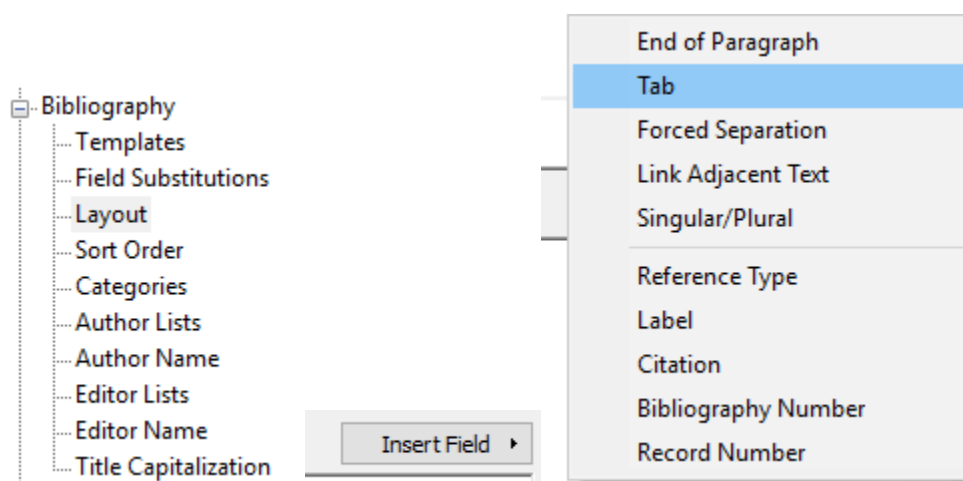 Bibliography
Templates
Field Substitutions
Layout
Sort Order
Categories
Author Lists
Author Name
Editor Lists
Editor Name
Title Capitalization
Insert Field
End of Paragraph
Tab
Forced Separation
Link Adjacent Text
Singular/Plural
Reference Type
Label
Citation
Bibliography Number
Record Number